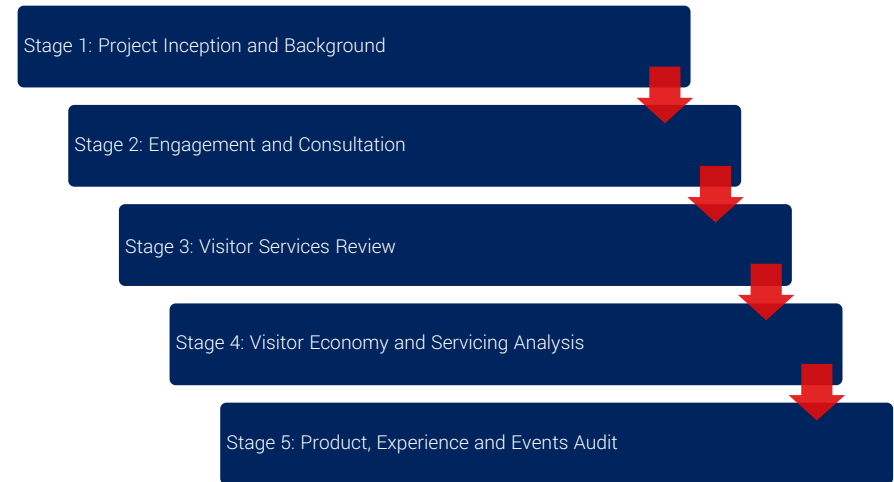 Stage 1: Project Inception and Background
Stage 2: Engagement and Consultation
Stage 3: Visitor Services Review
Stage 4: Visitor Economy and Servicing Analysis
Stage 5: Product, Experience and Events Audit